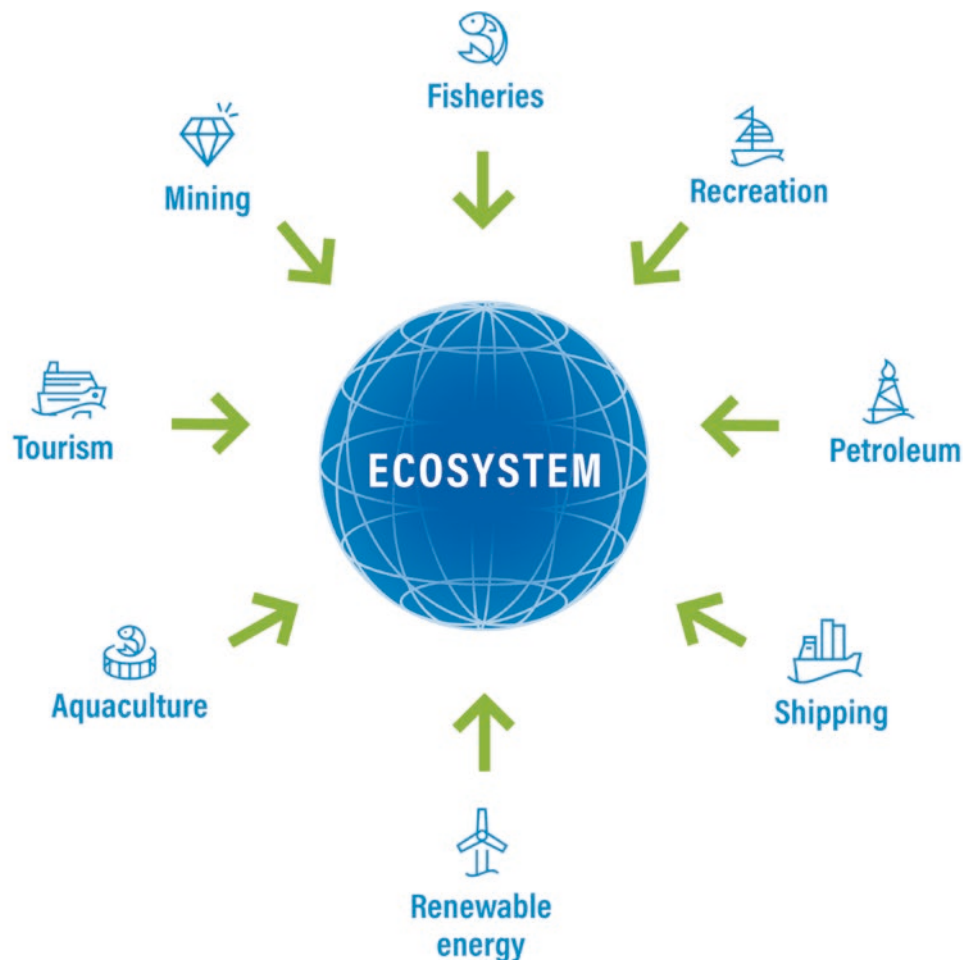 Fisheries
Mining
Recreation
Tourism
ECOSYSTEM
Petroleum
Aquaculture
Shipping
Renewable
energy